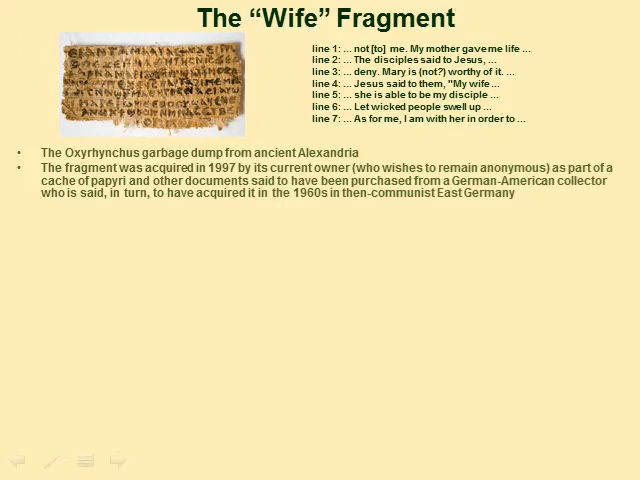 The “Wife” Fragment
line 1: ... not [to] me. My mother gave me life ...
line 2: ... The disciples said to Jesus, ...
line 3: ... deny. Mary is (not?) worthy of it. ...
line 4: ... Jesus said to them, "My wife ...
line 5: ... she is able to be my disciple ...
line 6: ... Let wicked people swell up ...
line 7: ... As for me, I am with her in order to ...
• The Oxyrhynchus garbage dump from ancient Alexandria
• The fragment was acquired in 1997 by its current owner (who wishes to remain anonymous) as part of a
cache of papyri and other documents said to have been purchased from a German-American collector
who is said, in turn, to have acquired it in the 1960s in then-communist East Germany